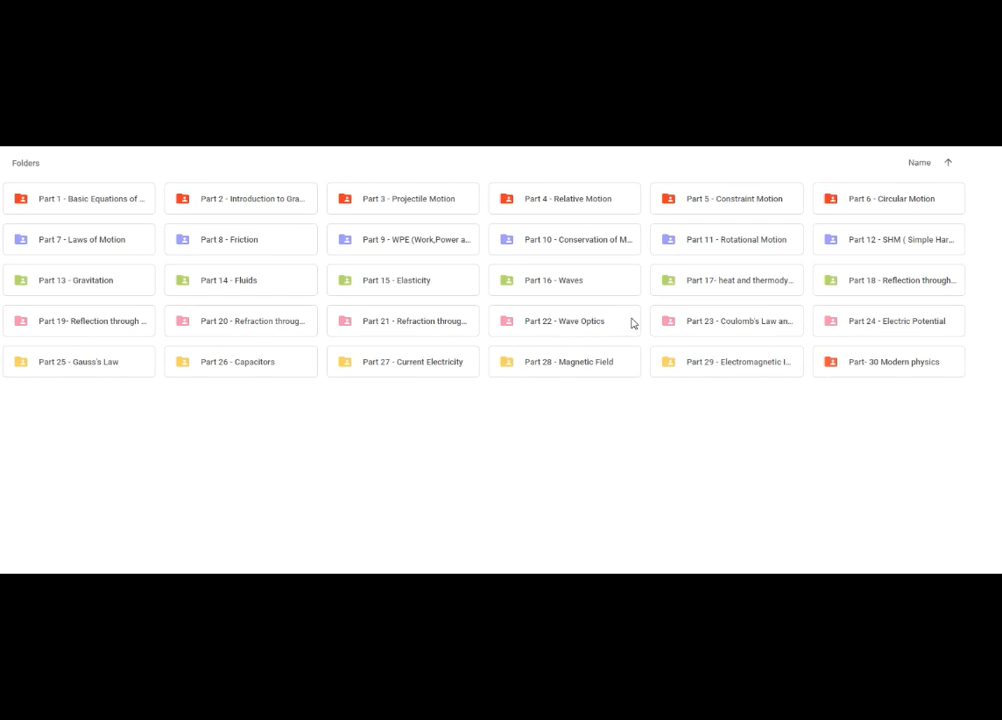 Folders
Name
Part 1 - Basic Equations of ...
Part 2 - Introduction to Gra...
Part 3 - Projectile Motion
Part 4 - Relative Motion
Part 5 - Constraint Motion
Part 6 - Circular Motion
Part 7 - Laws of Motion
Part 8 - Friction
Part 9 - WPE (Work,Power a...
Part 10 - Conservation of M...
Part 11 - Rotational Motion
Part 12 - SHM ( Simple Har...
Part 13 - Gravitation
Part 14 - Fluids
Part 15 - Elasticity
Part 16 - Waves
Part 17- heat and thermody...
Part 18 - Reflection through...
Part 19- Reflection through ...
Part 20 - Refraction throug...
Part 21 - Refraction throug...
Part 22 - Wave Optics
Part 23 - Coulomb's Law an...
Part 24 - Electric Potential
Part 25 - Gauss's Law
Part 26 - Capacitors
Part 27 - Current Electricity
Part 28 - Magnetic Field
Part 29 - Electromagnetic I...
Part- 30 Modern physics